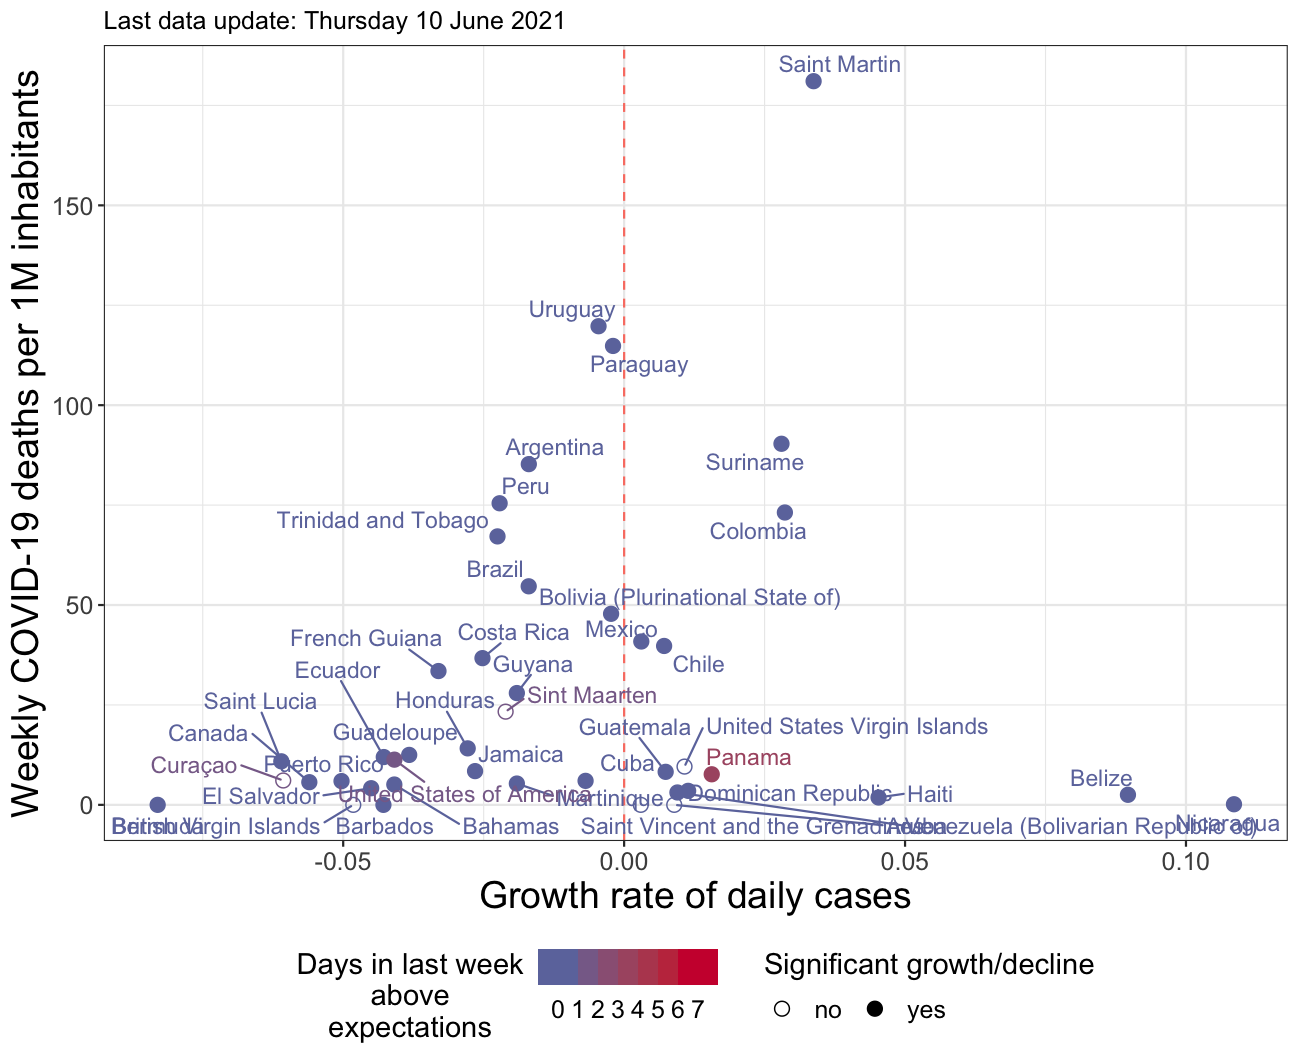 Last data update: Thursday 10 June 2021
Weekly COVID-19 deaths per 1M inhabitants
Saint Martin
150
Uruguay
Paraguay
100
Argentina
Suriname
Peru
Trinidad and Tobago
Colombia
Brazil
50
Bolivia (Plurinational State of)
Mexico
French Guiana
Costa Rica
Guyana
Chile
Ecuador
Saint Lucia
Honduras
Sint Maarten
Canada
Guadeloupe
Guatemala
United States Virgin Islands
Curaçao
Puerto Rico
Jamaica
Cuba
Panama
Belize
El Salvador
United States of America
Martinique
Dominican Republic
Haiti
0
Bermuda
British Virgin Islands
Barbados
Bahamas
Saint Vincent and the Grenadines
Aruba
Venezuela (Bolivarian Republic of)
Nicaragua
-0.05
0.00
0.05
0.10
Growth rate of daily cases
Days in last week
above
expectations
0 1 2 3 4 5 6 7
Significant growth/decline
no
yes